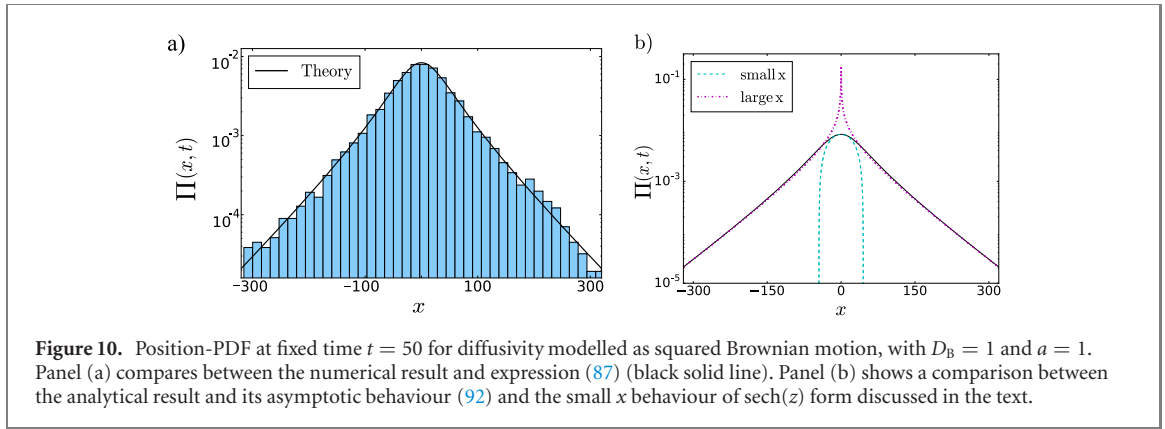 a)
b)
10^-2
10^-3
10^-4
Theory
Π(x, t)
−300
−100
0
100
300
x
10^-1
10^-3
10^-5
small x
large x
Π(x, t)
−300
−150
0
150
300
x
Figure 10. Position-PDF at fixed time t = 50 for diffusivity modelled as squared Brownian motion, with D_B = 1 and a = 1.
Panel (a) compares between the numerical result and expression (87) (black solid line). Panel (b) shows a comparison between
the analytical result and its asymptotic behaviour (92) and the small x behaviour of sech(z) form discussed in the text.